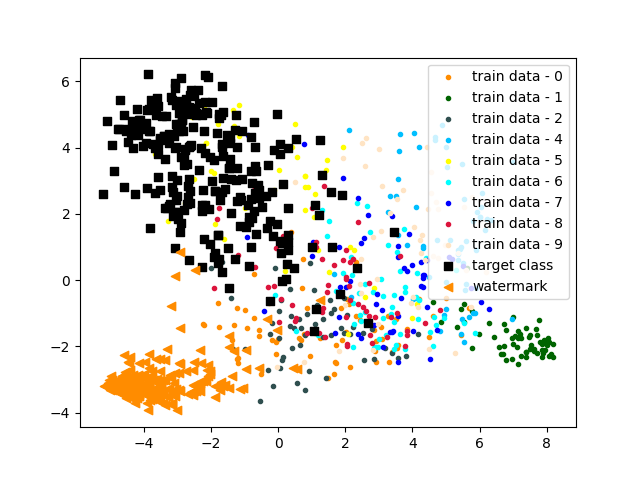 train data - 0
train data - 1
train data - 2
train data - 4
train data - 5
train data - 6
train data - 7
train data - 8
train data - 9
target class
watermark
6
4
2
0
−2
−4
−4
−2
0
2
4
6
8